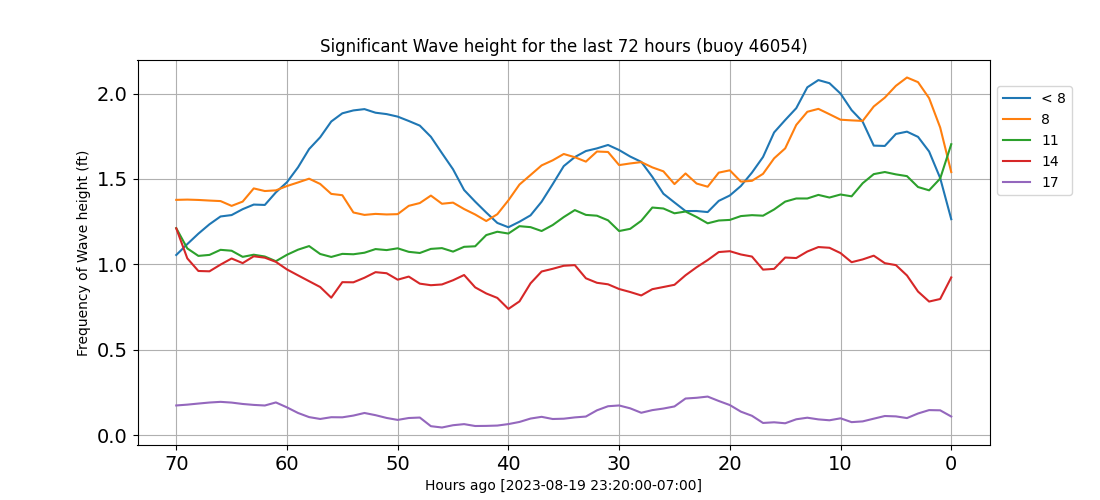 Significant Wave height for the last 72 hours (buoy 46054)
Frequency of Wave height (ft)
2.0
1.5
1.0
0.5
0.0
70 60 50 40 30 20 10 0
Hours ago [2023-08-19 23:20:00-07:00]
< 8
8
11
14
17